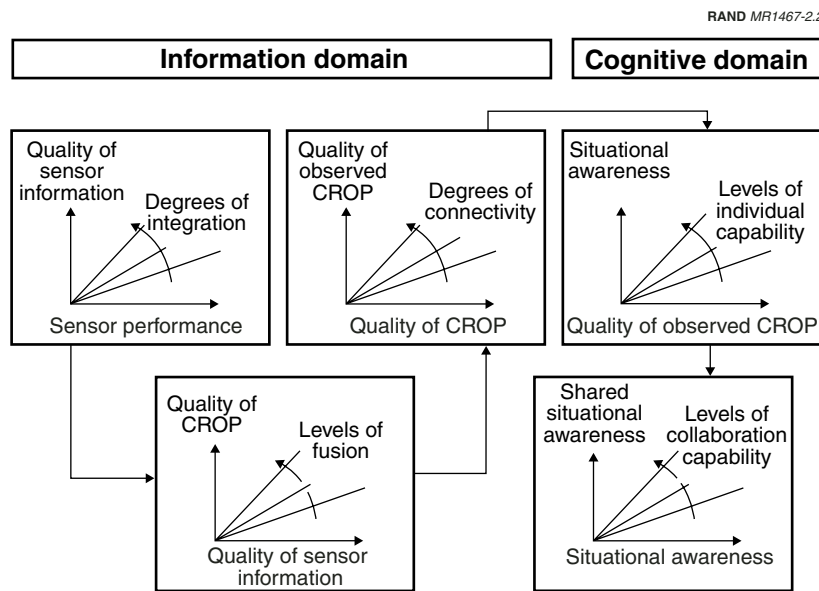 RAND MR1467-2.2
Information domain
Cognitive domain
Quality of
sensor
information
Degrees of
integration
Sensor performance
Quality of
observed
CROP
Degrees of
connectivity
Quality of CROP
Situational
awareness
Levels of
individual
capability
Quality of observed CROP
Quality of
CROP
Levels of
fusion
Quality of sensor
information
Shared
situational
awareness
Levels of
collaboration
capability
Situational awareness